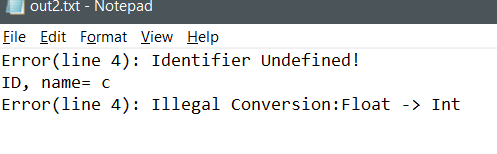 out2.txt - Notepad
File Edit Format View Help
Error(line 4): Identifier Undefined!
ID, name= c
Error(line 4): Illegal Conversion:Float -> Int